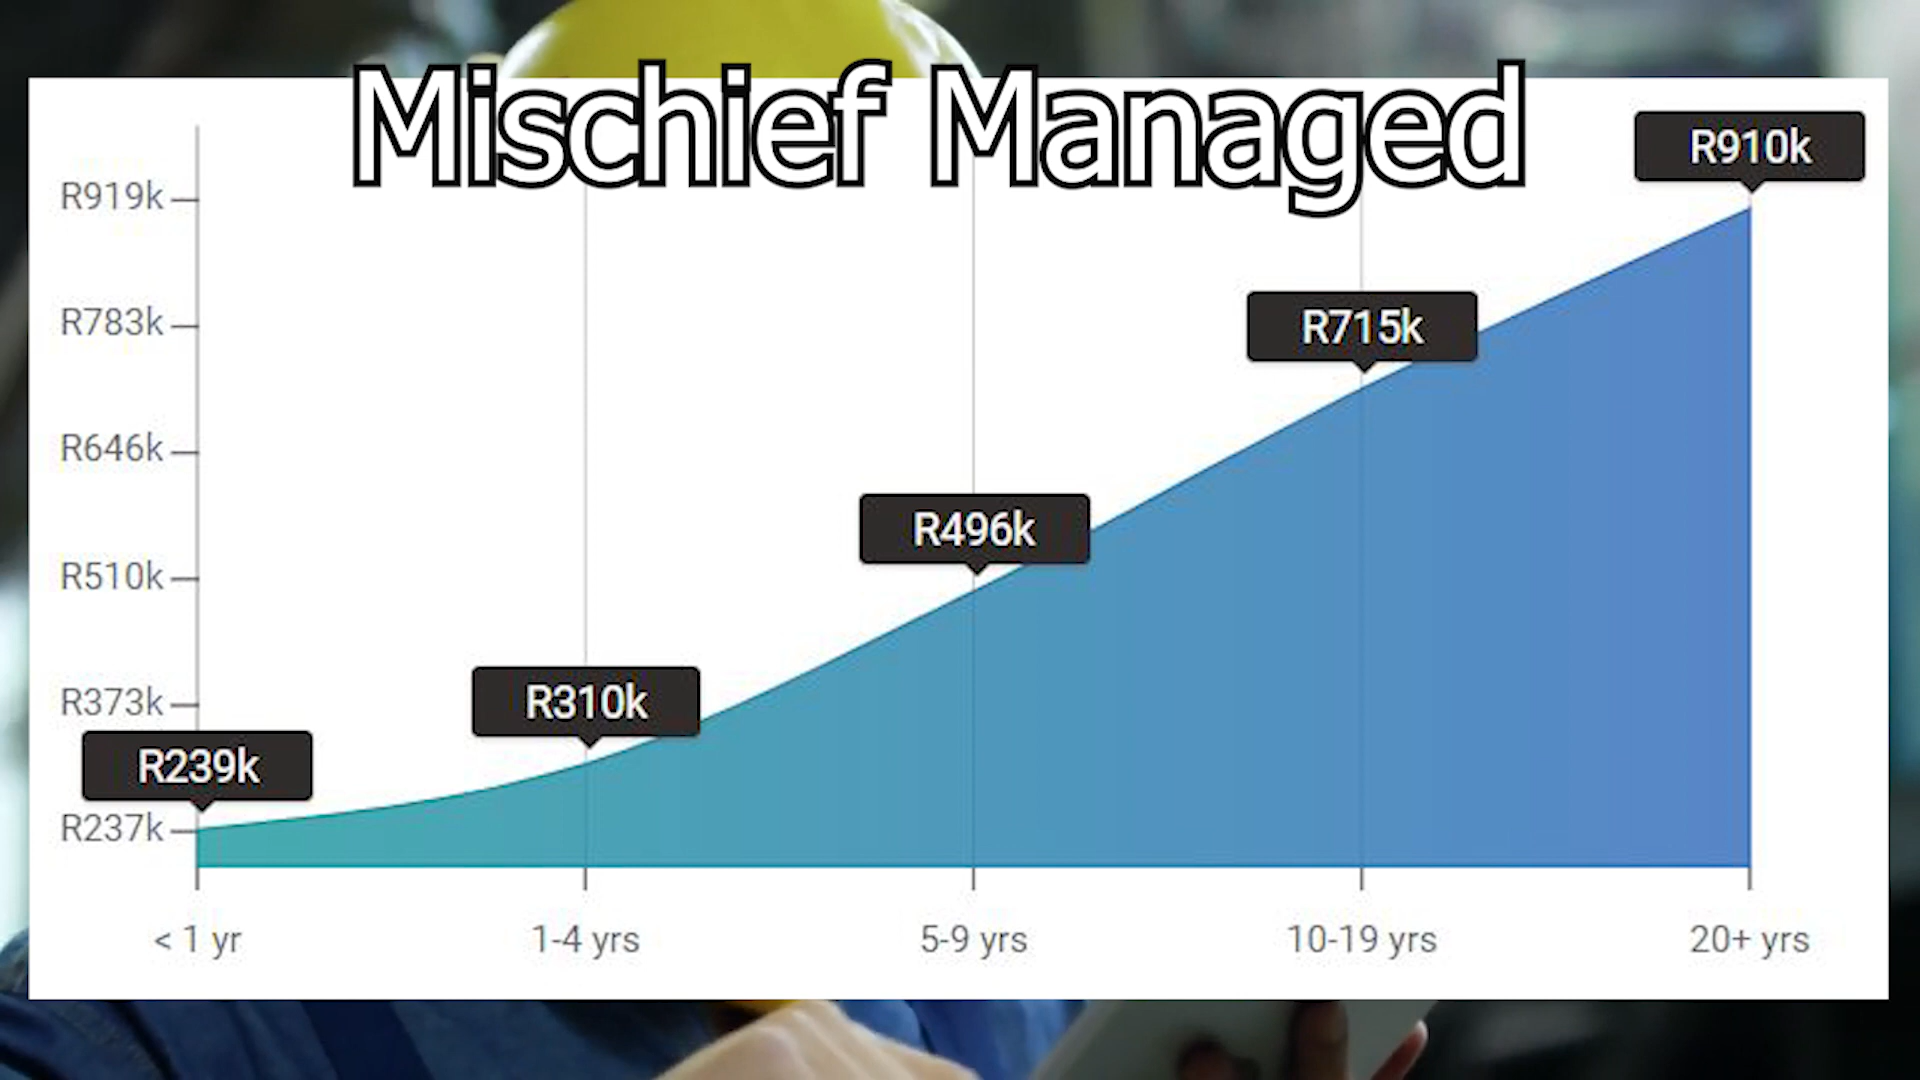 Mischief Managed
R919k
R783k
R646k
R510k
R373k
R237k
R239k
R310k
R496k
R715k
R910k
< 1 yr
1-4 yrs
5-9 yrs
10-19 yrs
20+ yrs